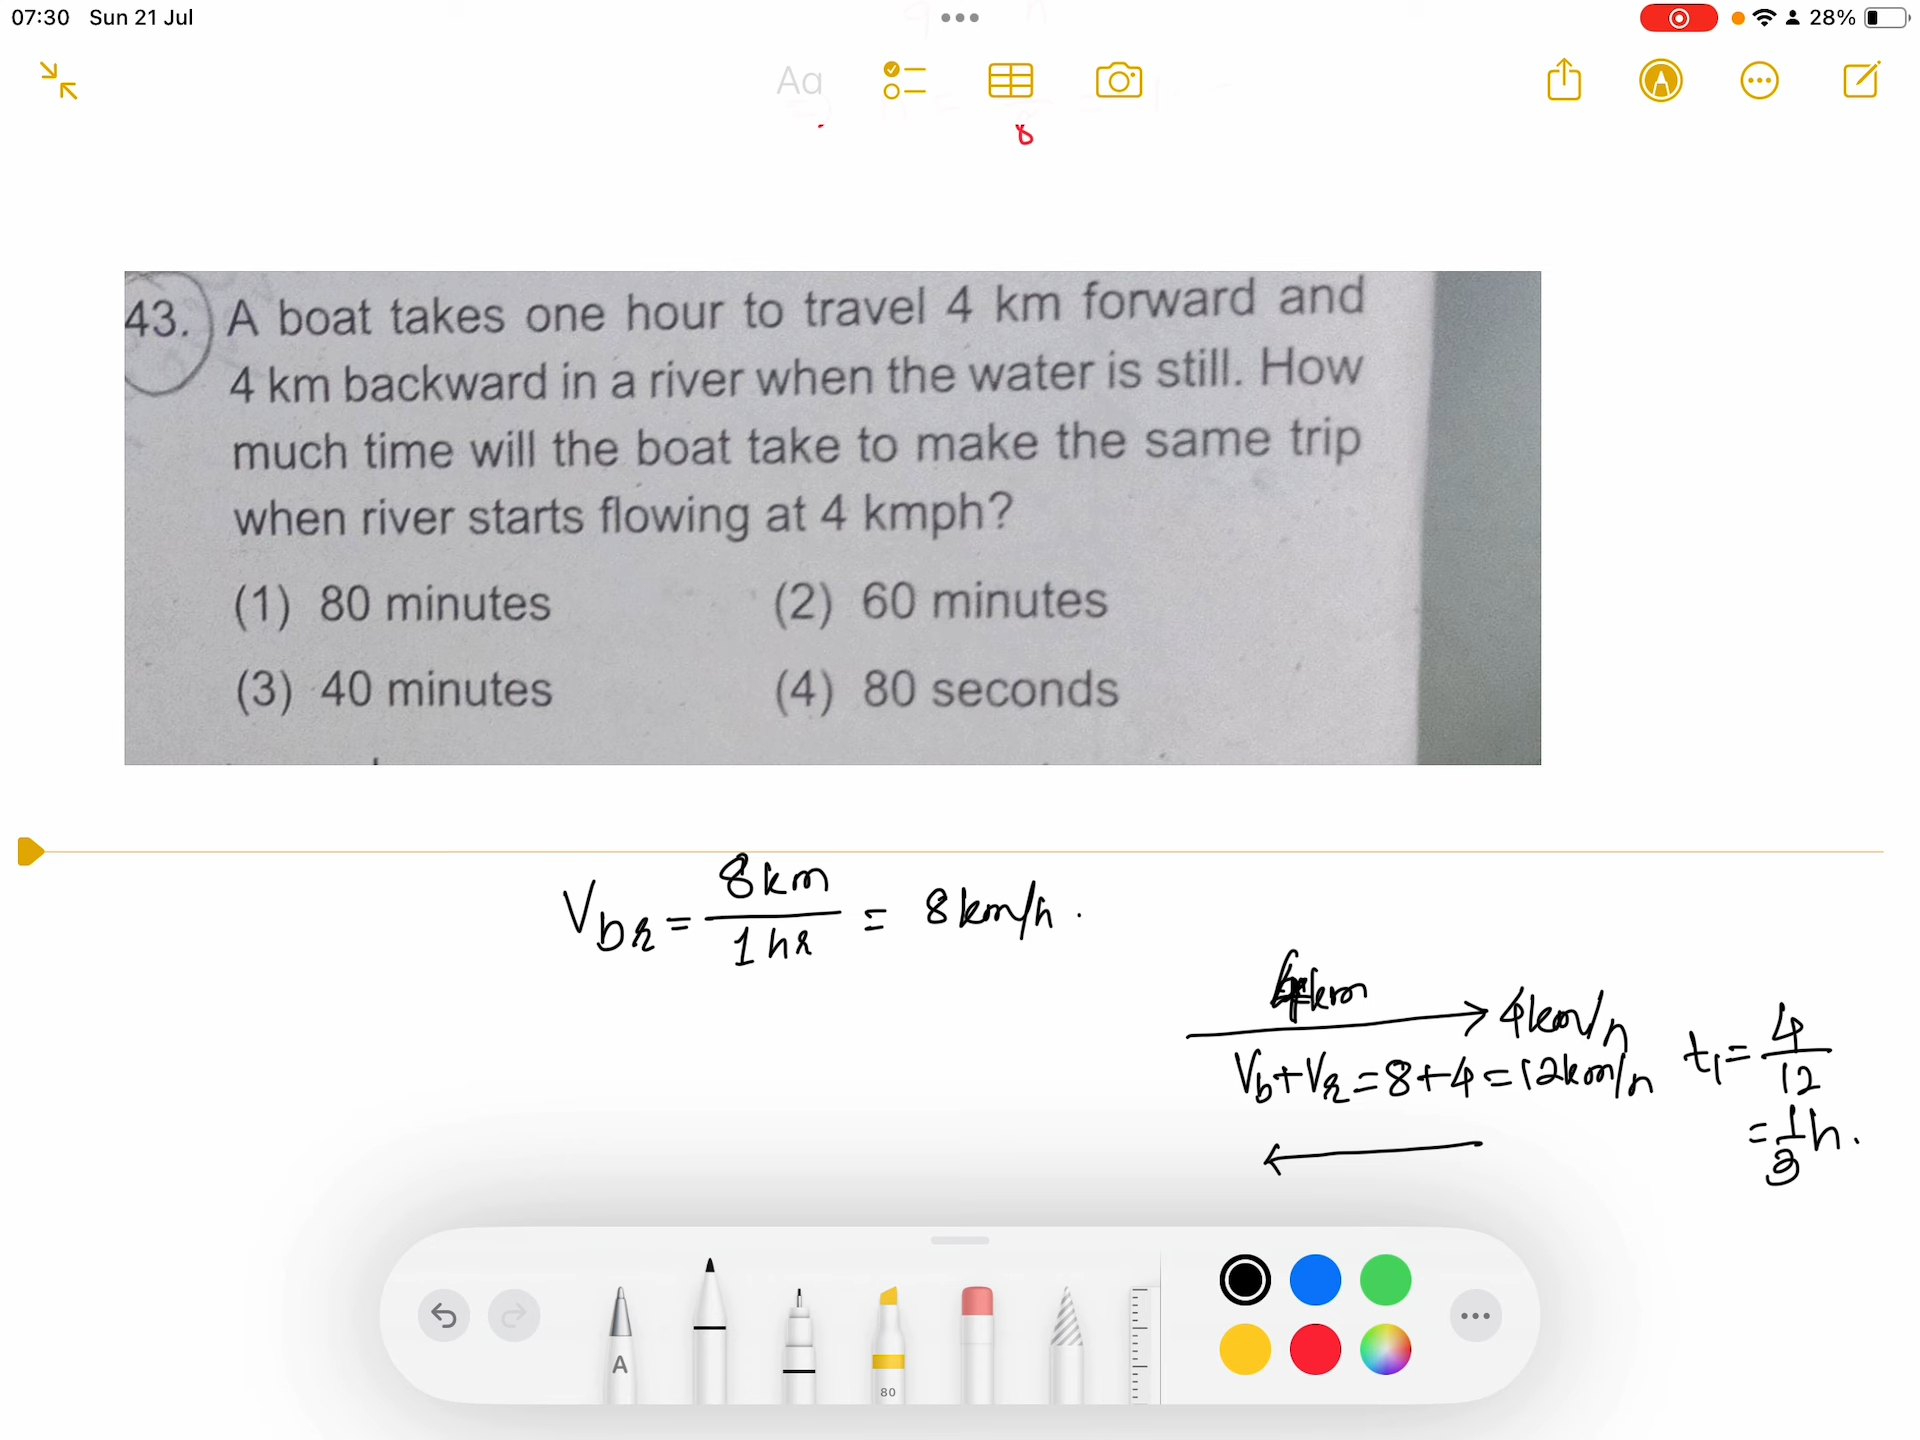 07:30 Sun 21 Jul
28%
Aa
8
43. A boat takes one hour to travel 4 km forward and
4 km backward in a river when the water is still. How
much time will the boat take to make the same trip
when river starts flowing at 4 kmph?
(1) 80 minutes (2) 60 minutes
(3) 40 minutes (4) 80 seconds
Vbr = 8km / 1 hr = 8 km/h .
4km
4km/h
Vb+Vr = 8+4 = 12km/h
t1 = 4/12
= 1/3 h.
A
80